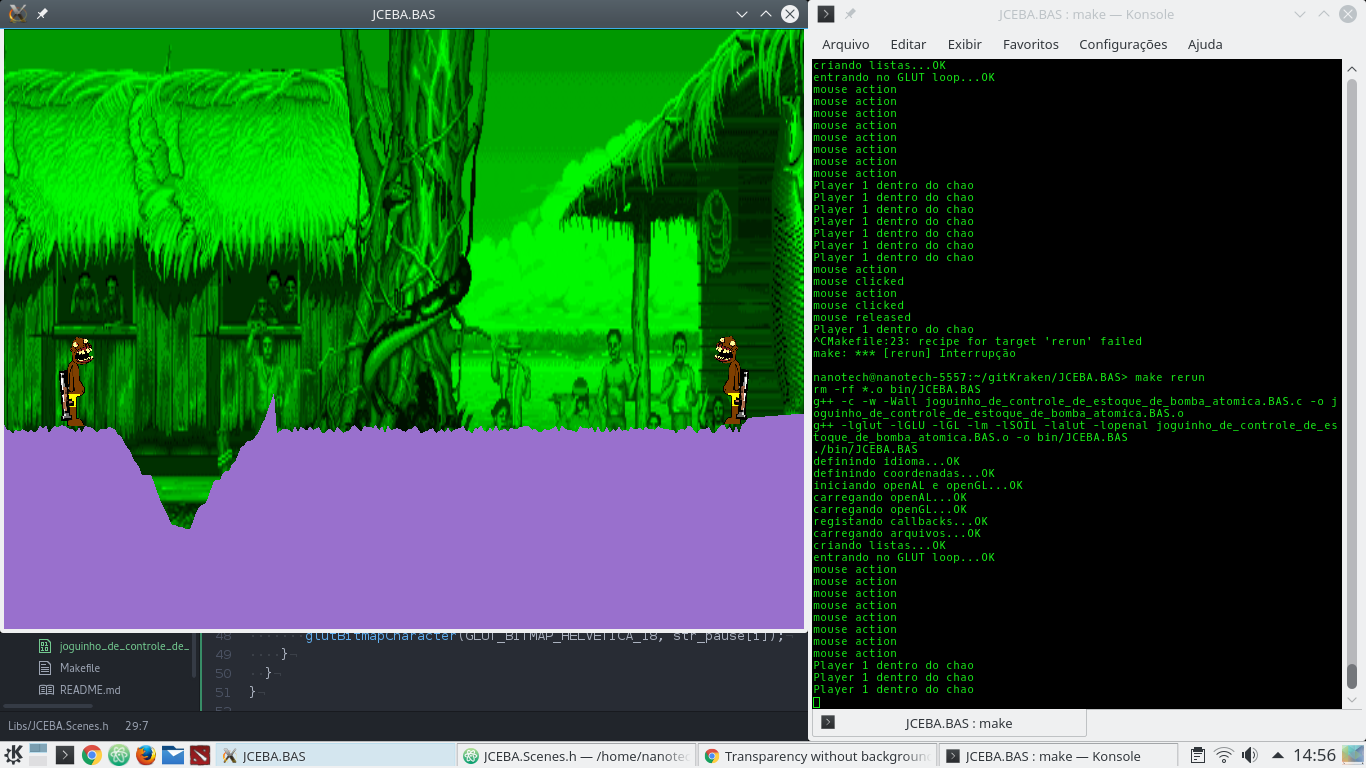 JCEBA.BAS
JCEBA.BAS : make — Konsole
Arquivo Editar Exibir Favoritos Configurações Ajuda
criando listas...OK
entrando no GLUT loop...OK
mouse action
mouse action
mouse action
mouse action
mouse action
mouse action
mouse action
mouse action
Player 1 dentro do chao
Player 1 dentro do chao
Player 1 dentro do chao
Player 1 dentro do chao
Player 1 dentro do chao
Player 1 dentro do chao
Player 1 dentro do chao
mouse action
mouse clicked
mouse action
mouse clicked
mouse released
Player 1 dentro do chao
^CMakefile:23: recipe for target 'rerun' failed
make: *** [rerun] Interrupção
nanotech@nanotech-5557:~/gitKraken/JCEBA.BAS> make rerun
rm -rf *.o bin/JCEBA.BAS
g++ -c -w -Wall joguinho_de_controle_de_estoque_de_bomba_atomica.BAS.c -o j
oguinho_de_controle_de_estoque_de_bomba_atomica.BAS.o
g++ -lglut -lGLU -lGL -lm -lSOIL -lalut -lopenal joguinho_de_controle_de_es
toque_de_bomba_atomica.BAS.o -o bin/JCEBA.BAS
./bin/JCEBA.BAS
definindo idioma...OK
definindo coordenadas...OK
iniciando openAL e openGL...OK
carregando openAL...OK
carregando openGL...OK
registando callbacks...OK
carregando arquivos...OK
criando listas...OK
entrando no GLUT loop...OK
mouse action
mouse action
mouse action
mouse action
mouse action
mouse action
mouse action
mouse action
Player 1 dentro do chao
Player 1 dentro do chao
Player 1 dentro do chao
JCEBA.BAS : make
joguinho_de_controle_de_
Makefile
README.md
48 glutBitmapCharacter(GLUT_BITMAP_HELVETICA_18, str_pause[i]);
49 }
50 }
51 }
52
Libs/JCEBA.Scenes.h 29:7
JCEBA.BAS
JCEBA.Scenes.h — /home/nanotec
Transparency without background
JCEBA.BAS : make — Konsole
14:56